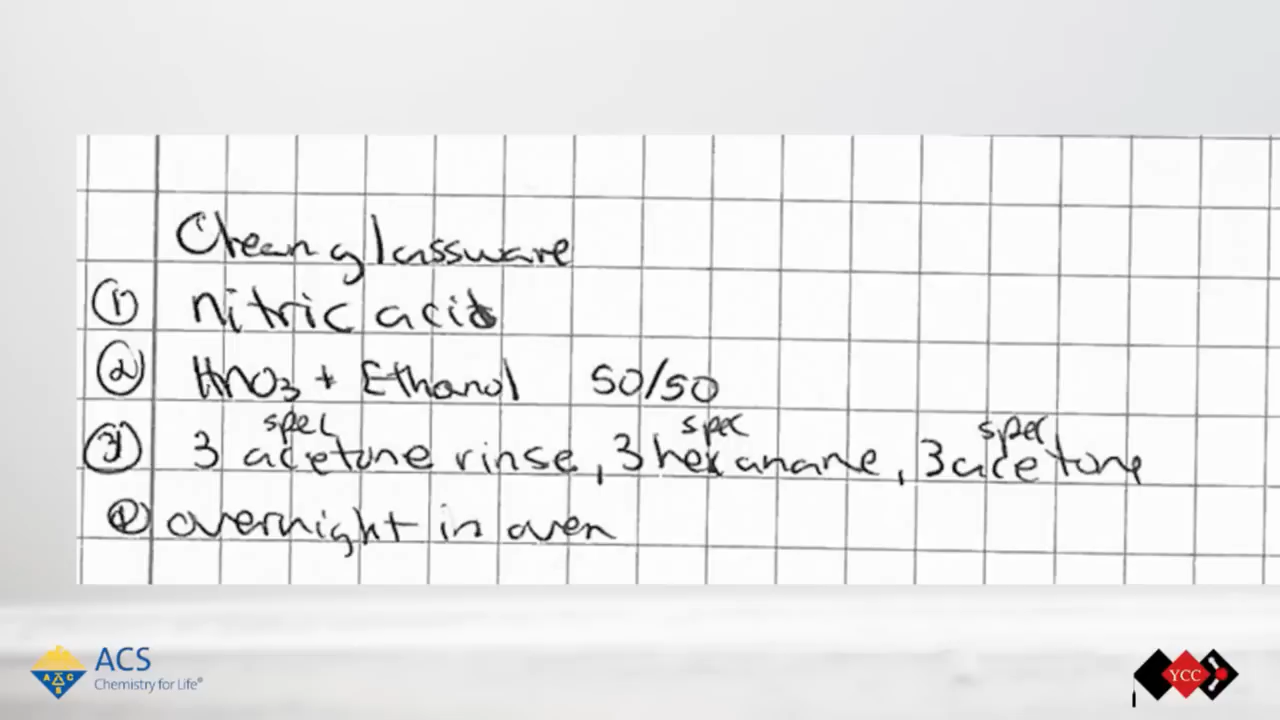 Clean glassware
① nitric acid
② HNO3 + Ethanol 50/50
spec spec spec
③ 3 acetone rinse, 3 hexanane, 3 acetone
④ overnight in oven
ACS
Chemistry for Life®
A C S
YCC